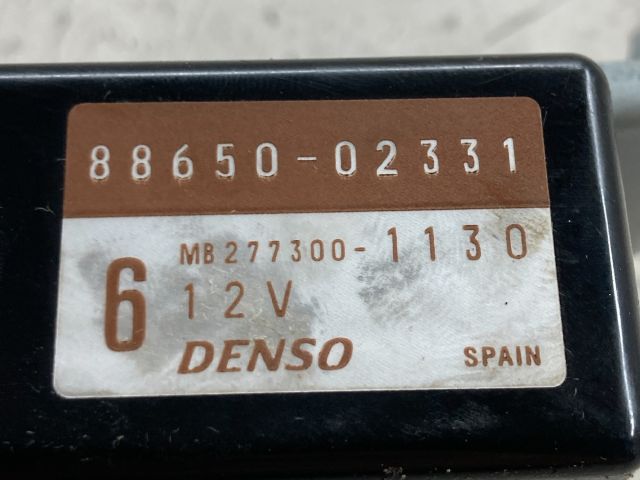 88650-02331
MB277300-1130
6 12V
DENSO SPAIN